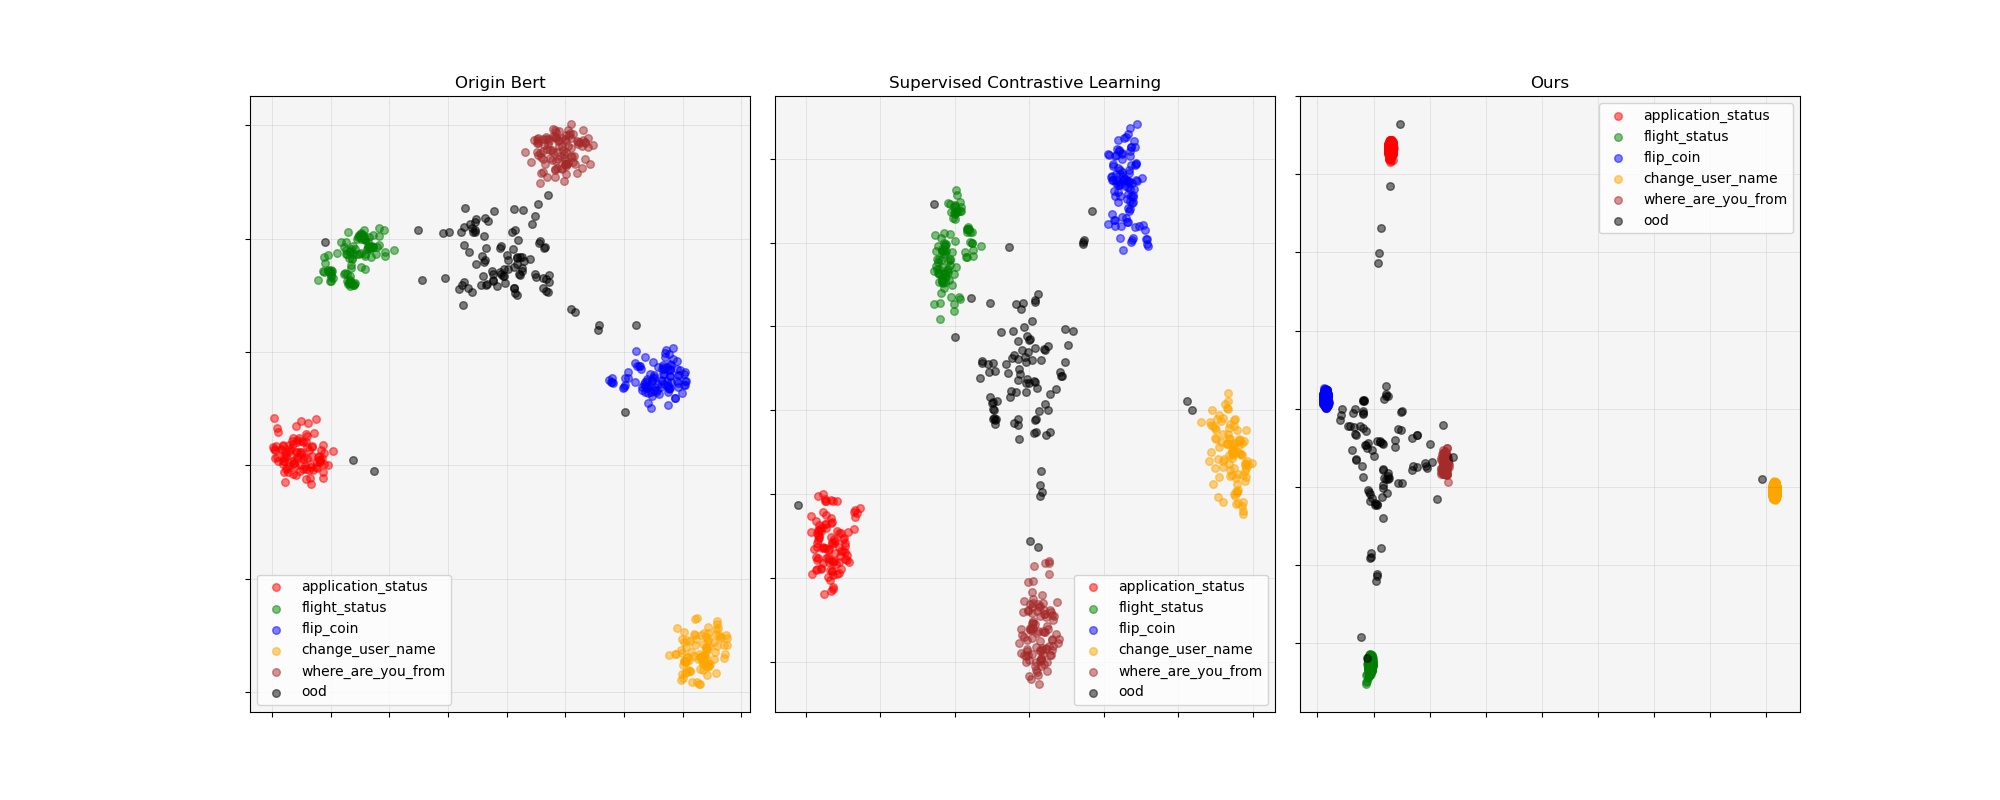 Origin Bert
application_status
flight_status
flip_coin
change_user_name
where_are_you_from
ood
Supervised Contrastive Learning
application_status
flight_status
flip_coin
change_user_name
where_are_you_from
ood
Ours
application_status
flight_status
flip_coin
change_user_name
where_are_you_from
ood